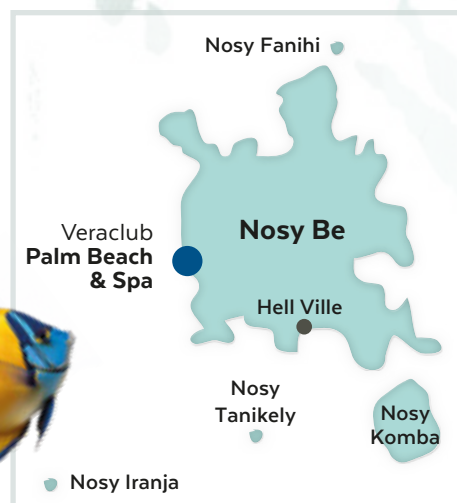 Nosy Fanihi
Veraclub
Palm Beach
& Spa
Nosy Be
Hell Ville
Nosy
Tanikely
Nosy
Komba
Nosy Iranja